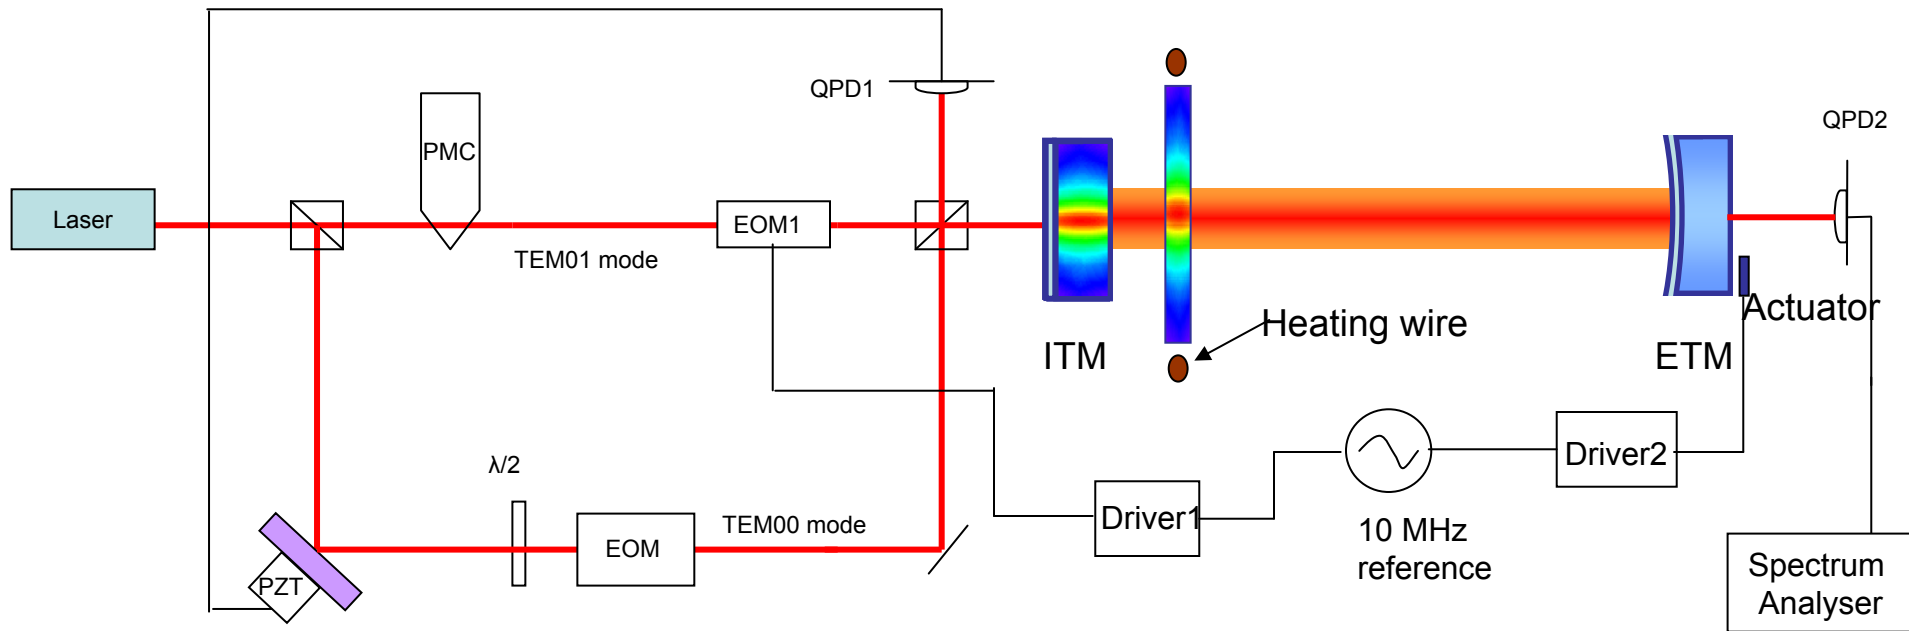 QPD1
QPD2
PMC
Laser
EOM1
TEM01 mode
Heating wire
Actuator
ITM
ETM
λ/2
Driver2
Driver1
TEM00 mode
EOM
10 MHz
reference
PZT
Spectrum
Analyser